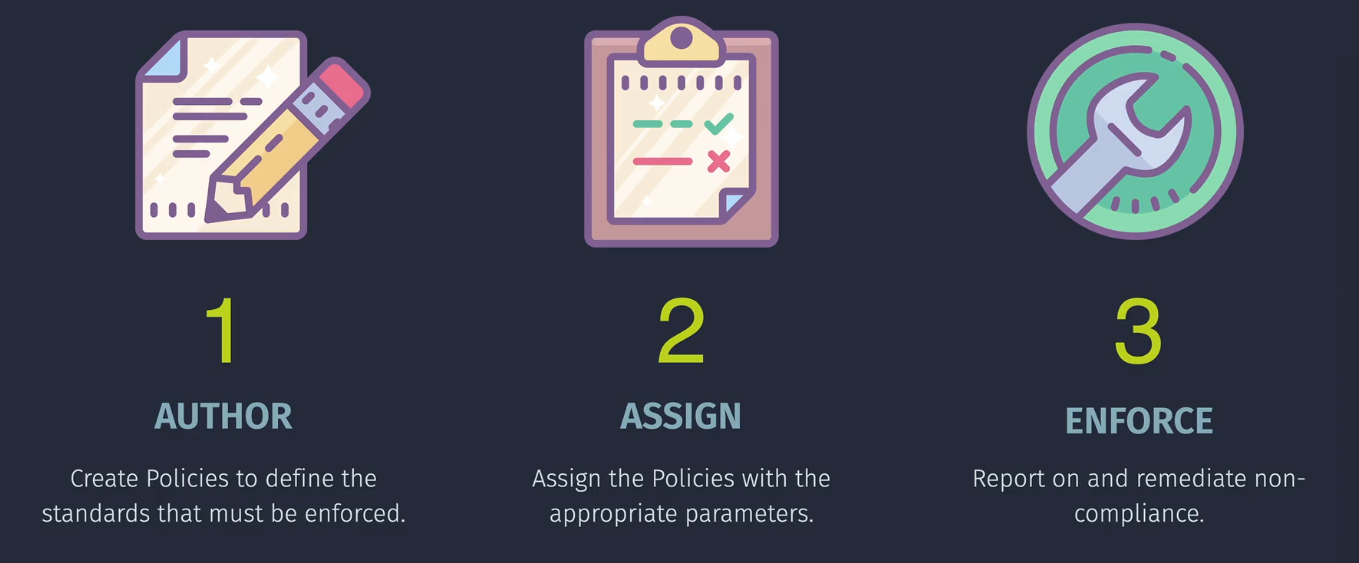 1
AUTHOR
Create Policies to define the
standards that must be enforced.
2
ASSIGN
Assign the Policies with the
appropriate parameters.
3
ENFORCE
Report on and remediate non-
compliance.